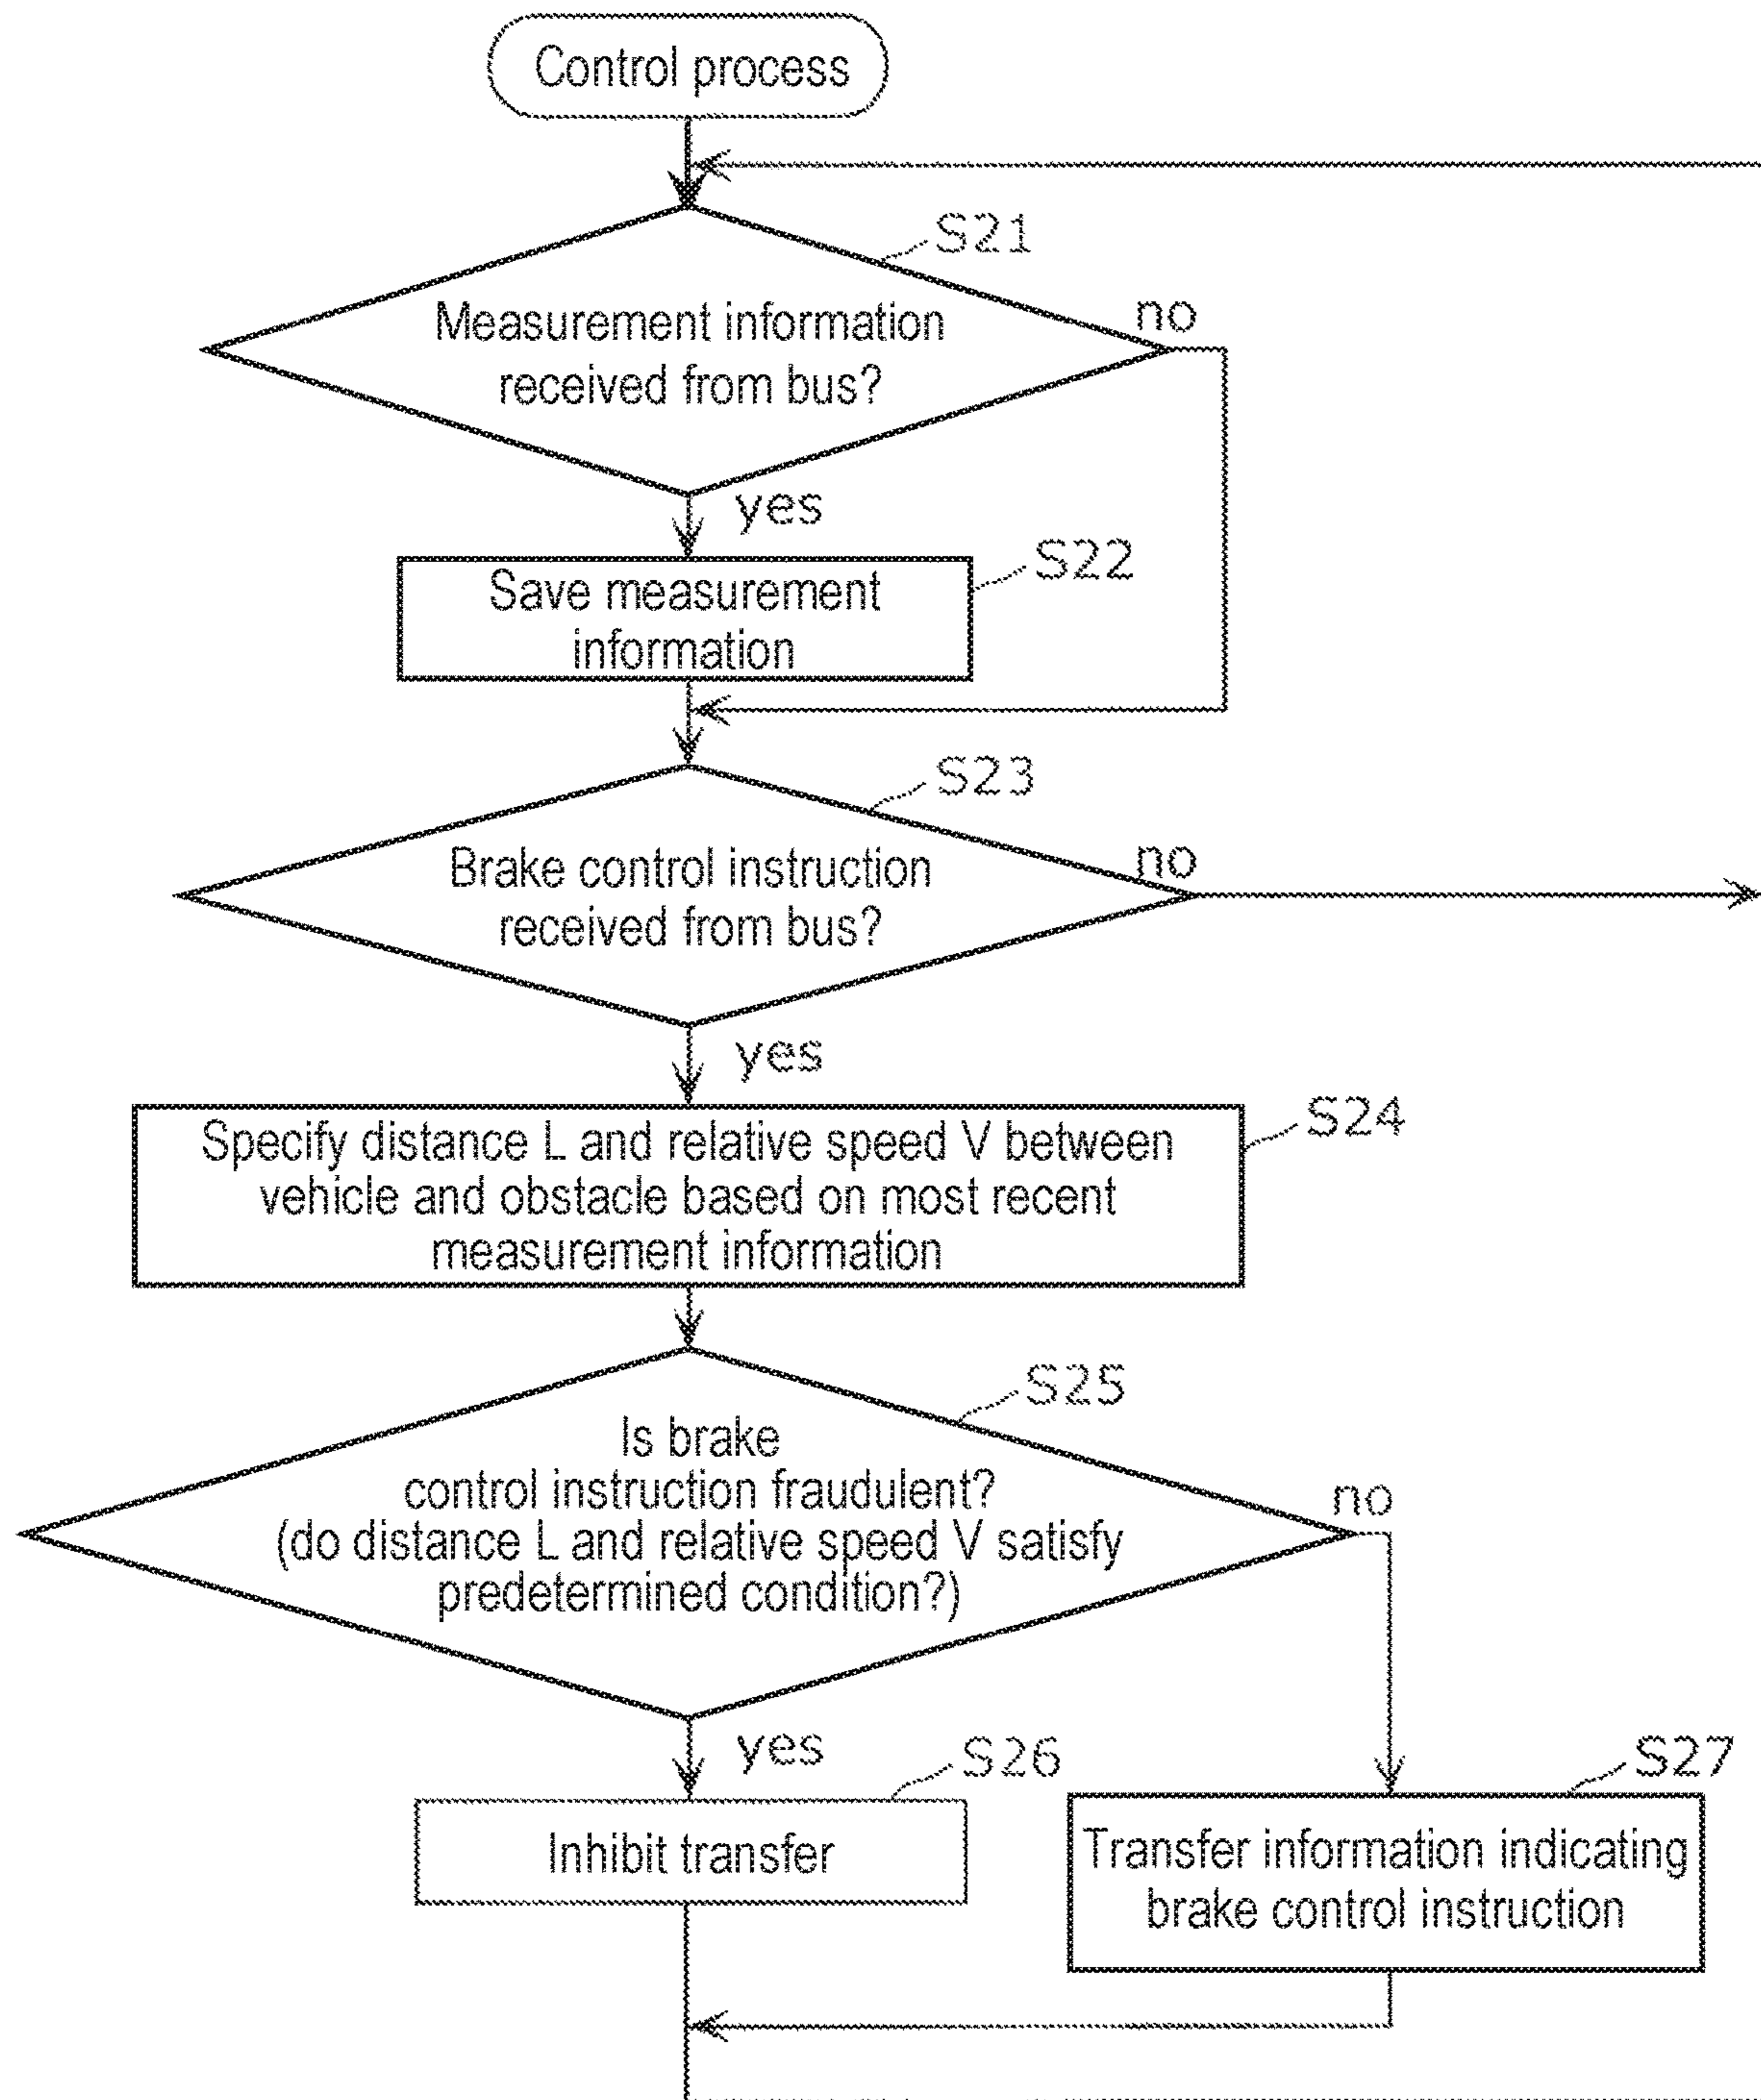 Control process
S21
Measurement information
received from bus?
no
yes
S22
Save measurement
information
S23
Brake control instruction
received from bus?
no
yes
S24
Specify distance L and relative speed V between
vehicle and obstacle based on most recent
measurement information
S25
Is brake
control instruction fraudulent?
(do distance L and relative speed V satisfy
predetermined condition?)
no
yes
S26
Inhibit transfer
S27
Transfer information indicating
brake control instruction